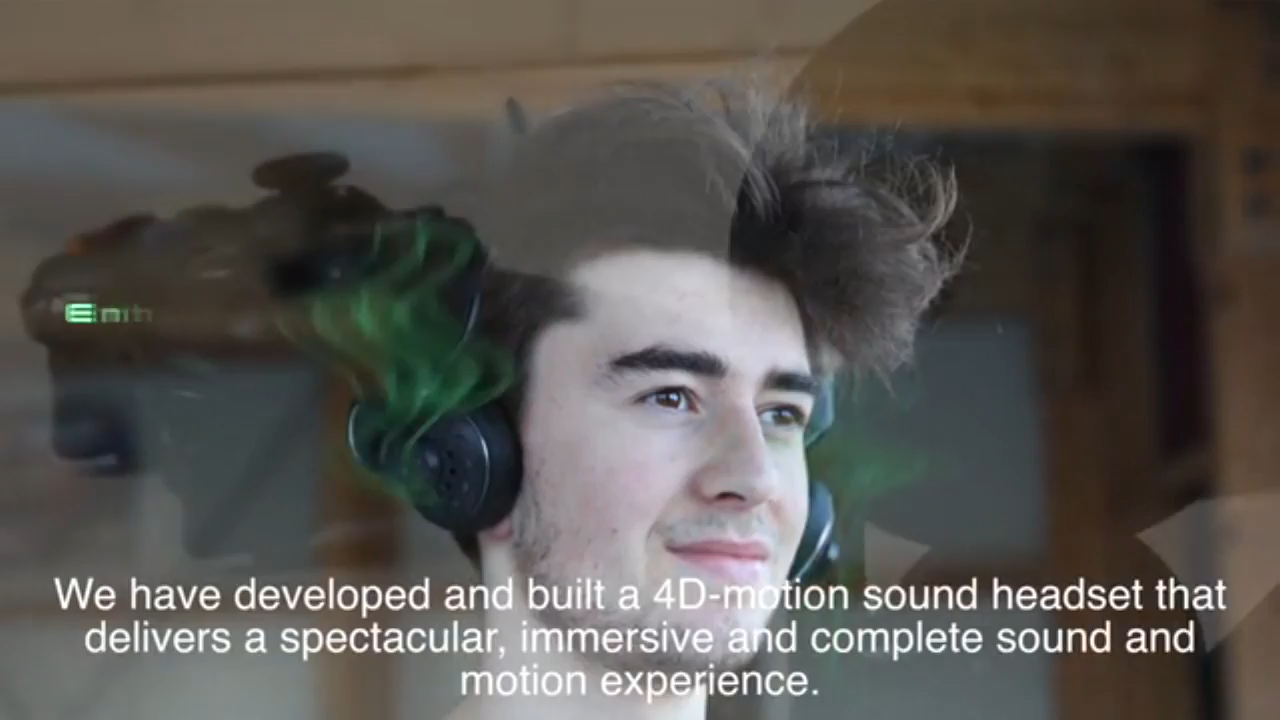 We have developed and built a 4D-motion sound headset that
delivers a spectacular, immersive and complete sound and
motion experience.